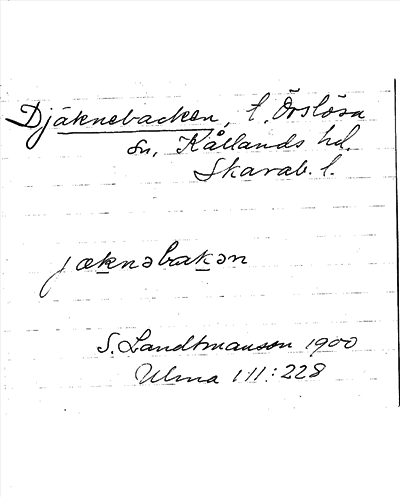 Djäknebacken, t. Örslösa
sn, Kållands hd.
Skarab. l.
jæknəbakən
S. Landtmanson 1900
Ulma 111:228